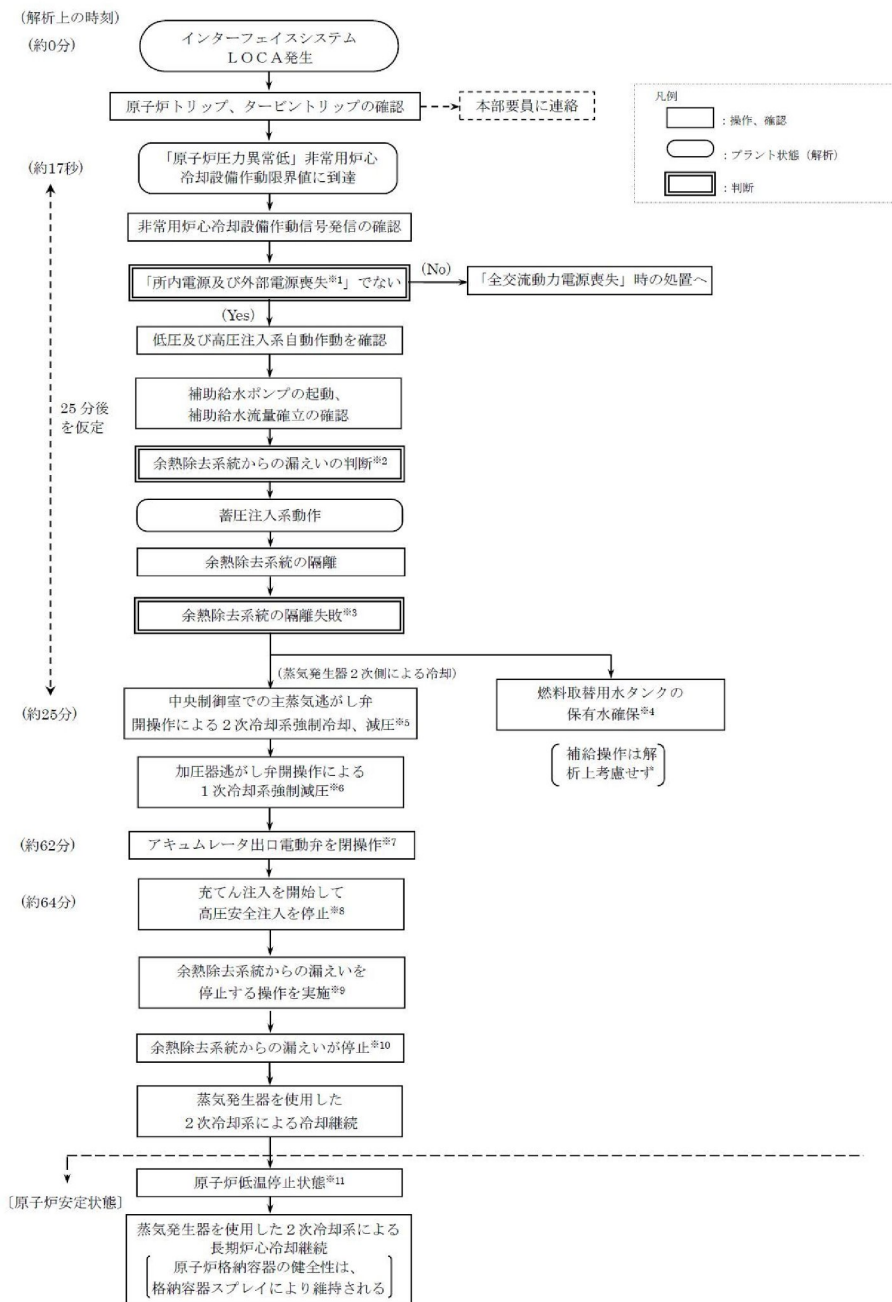 (解析上の時刻)
(約0分)
インターフェイスシステム
LOCA発生
原子炉トリップ、タービントリップの確認
本部要員に連絡
凡例
：操作、確認
：プラント状態（解析）
：判断
(約17秒)
「原子炉圧力異常低」非常用炉心
冷却設備作動限界値に到達
非常用炉心冷却設備作動信号発信の確認
「所内電源及び外部電源喪失※1」でない
(No)
「全交流動力電源喪失」時の処置へ
(Yes)
低圧及び高圧注入系自動作動を確認
25分後
を仮定
補助給水ポンプの起動、
補助給水流量確立の確認
余熱除去系統からの漏えいの判断※2
蓄圧注入系動作
余熱除去系統の隔離
余熱除去系統の隔離失敗※3
(蒸気発生器２次側による冷却)
(約25分)
中央制御室での主蒸気逃がし弁
開操作による２次冷却系強制冷却、減圧※5
燃料取替用水タンクの
保有水確保※4
補給操作は解
析上考慮せず
加圧器逃がし弁開操作による
１次冷却系強制減圧※6
(約62分)
アキュムレータ出口電動弁を閉操作※7
(約64分)
充てん注入を開始して
高圧安全注入を停止※8
余熱除去系統からの漏えいを
停止する操作を実施※9
余熱除去系統からの漏えいが停止※10
蒸気発生器を使用した
２次冷却系による冷却継続
〔原子炉安定状態〕
原子炉低温停止状態※11
蒸気発生器を使用した２次冷却系による
長期炉心冷却継続
原子炉格納容器の健全性は、
格納容器スプレイにより維持される